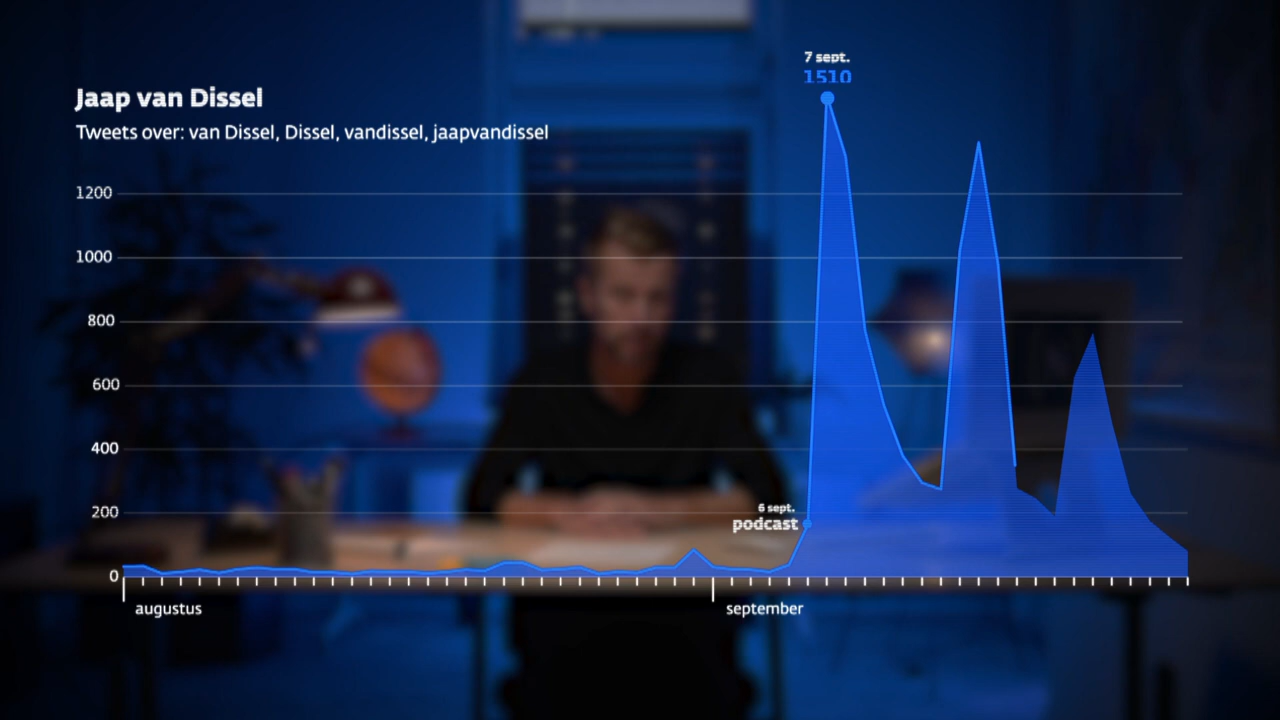 Jaap van Dissel
Tweets over: van Dissel, Dissel, vandissel, jaapvandissel
7 sept.
1510
1200
1000
800
600
400
200
0
6 sept.
podcast
augustus
september